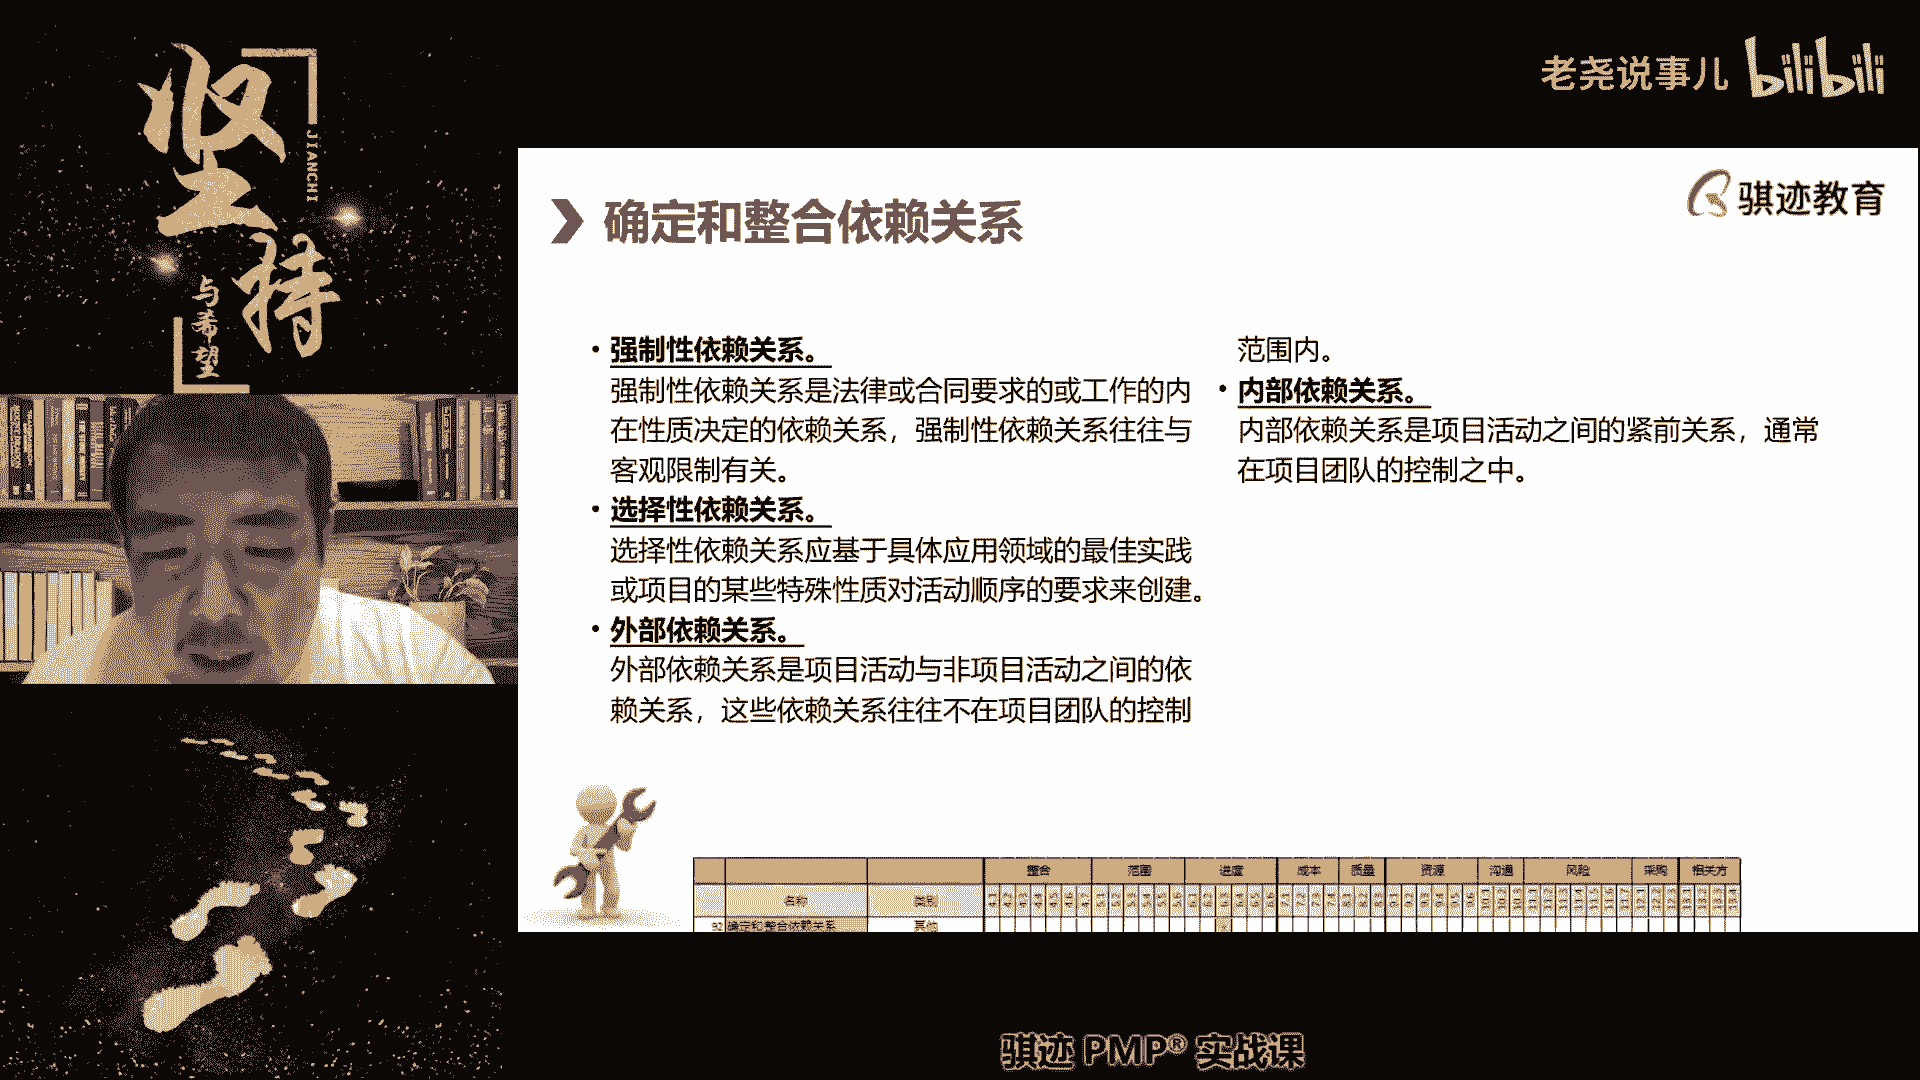 坚持
JIANCHI
与希望
老尧说事儿 bilibili
骐迹教育
确定和整合依赖关系
• 强制性依赖关系。
强制性依赖关系是法律或合同要求的或工作的内
在性质决定的依赖关系，强制性依赖关系往往与
客观限制有关。
• 选择性依赖关系。
选择性依赖关系应基于具体应用领域的最佳实践
或项目的某些特殊性质对活动顺序的要求来创建。
• 外部依赖关系。
外部依赖关系是项目活动与非项目活动之间的依
赖关系，这些依赖关系往往不在项目团队的控制
范围内。
• 内部依赖关系。
内部依赖关系是项目活动之间的紧前关系，通常
在项目团队的控制之中。
整合 范围 进度 成本 质量 资源 沟通 风险 采购 相关方
名称 类别
92 确定和整合依赖关系 其他
骐迹 PMP® 实战课